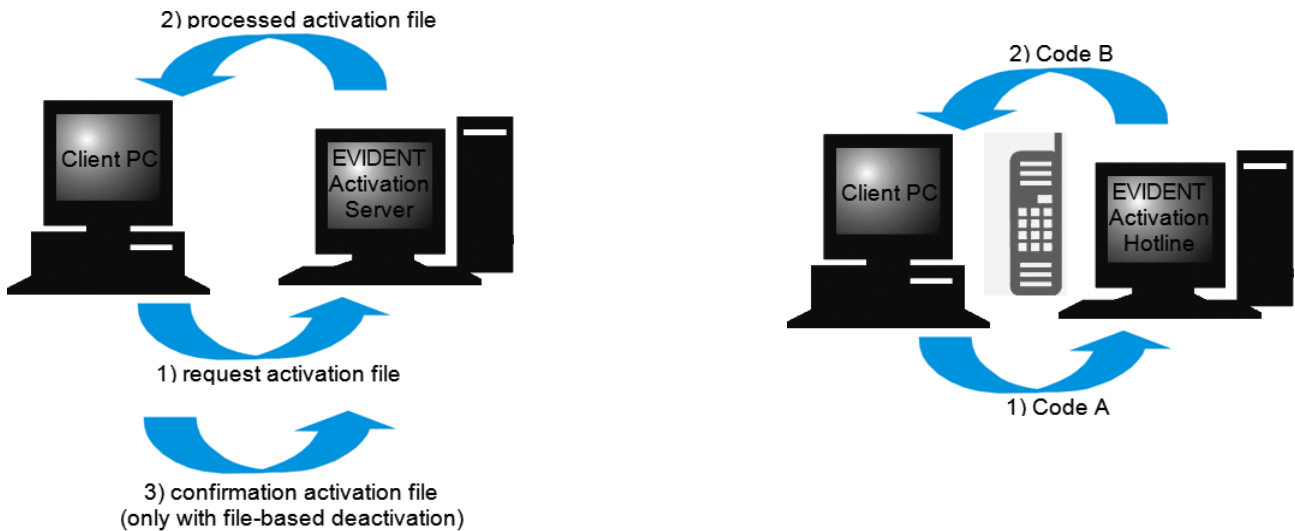 2) processed activation file
Client PC
EVIDENT
Activation
Server
1) request activation file
3) confirmation activation file
(only with file-based deactivation)
2) Code B
Client PC
EVIDENT
Activation
Hotline
1) Code A